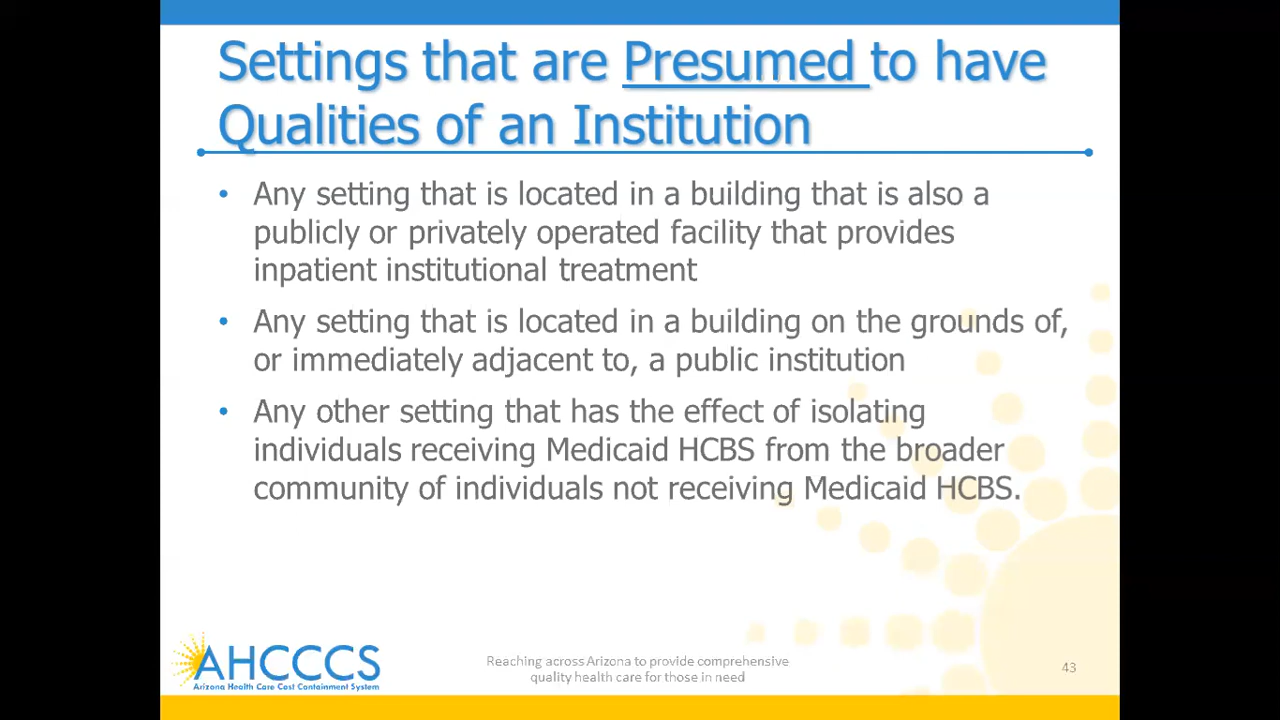 Settings that are Presumed to have
Qualities of an Institution
• Any setting that is located in a building that is also a
publicly or privately operated facility that provides
inpatient institutional treatment
• Any setting that is located in a building on the grounds of,
or immediately adjacent to, a public institution
• Any other setting that has the effect of isolating
individuals receiving Medicaid HCBS from the broader
community of individuals not receiving Medicaid HCBS.
AHCCCS
Arizona Health Care Cost Containment System
Reaching across Arizona to provide comprehensive
quality health care for those in need
43